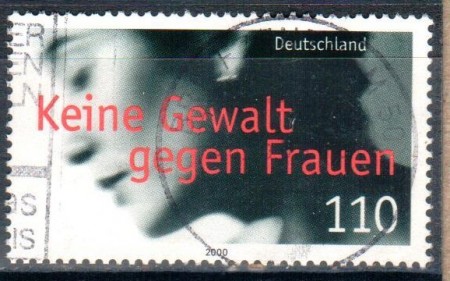 Deutschland
Keine Gewalt
gegen Frauen
110
2000